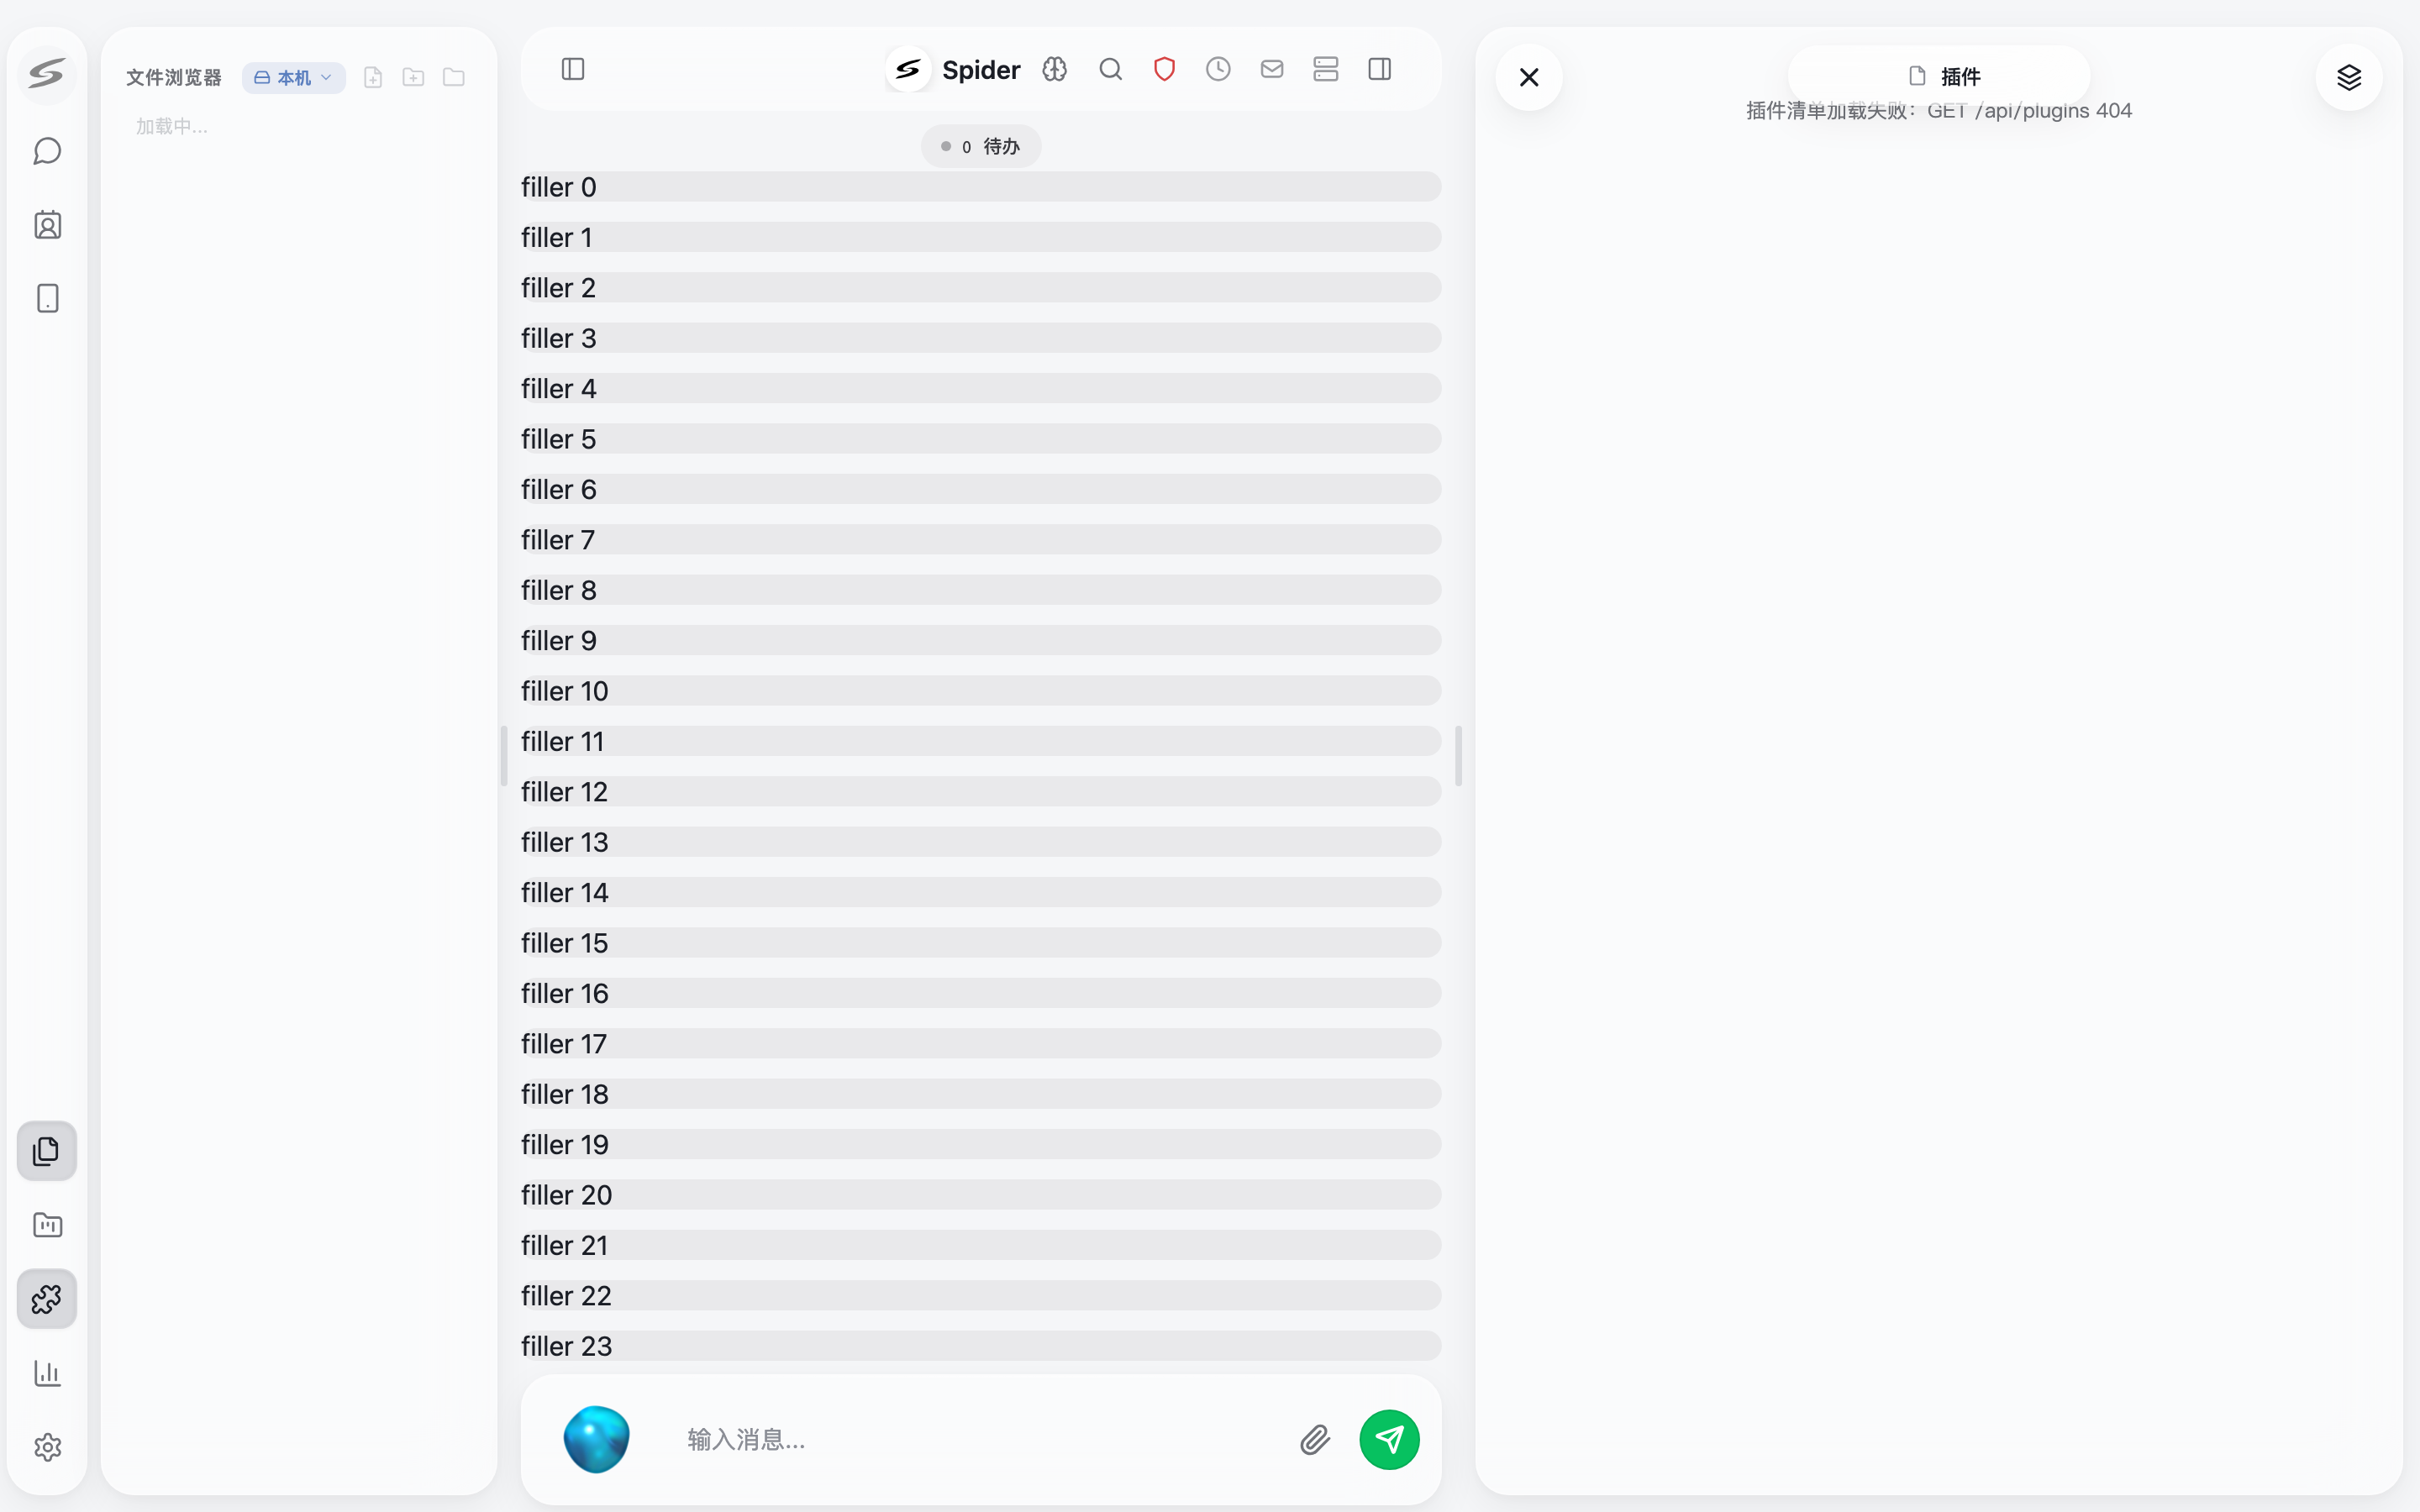 文件浏览器 本机
加载中...
Spider
0 待办
filler 0
filler 1
filler 2
filler 3
filler 4
filler 5
filler 6
filler 7
filler 8
filler 9
filler 10
filler 11
filler 12
filler 13
filler 14
filler 15
filler 16
filler 17
filler 18
filler 19
filler 20
filler 21
filler 22
filler 23
输入消息...
插件
插件清单加载失败：GET /api/plugins 404